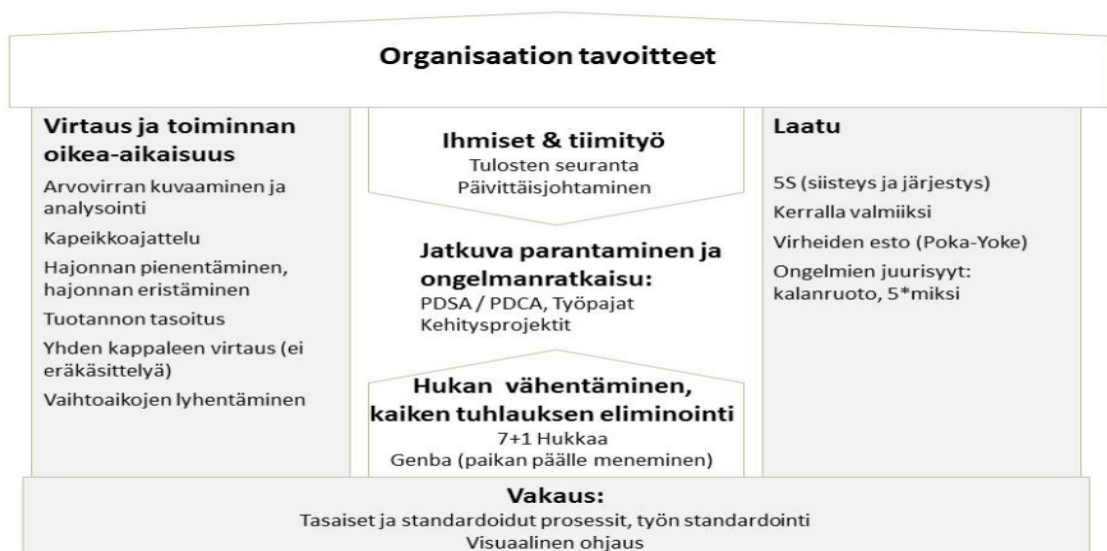 Organisaation tavoitteet
Virtaus ja toiminnan
oikea-aikaisuus
Arvovirran kuvaaminen ja
analysointi
Kapeikkoajattelu
Hajonnan pienentäminen,
hajonnan eristäminen
Tuotannon tasoitus
Yhden kappaleen virtaus (ei
eräkäsittelyä)
Vaihtoaikojen lyhentäminen
Ihmiset & tiimityö
Tulosten seuranta
Päivittäisjohtaminen
Jatkuva parantaminen ja
ongelmanratkaisu:
PDSA / PDCA, Työpajat
Kehitysprojektit
Hukan vähentäminen,
kaiken tuhlauksen eliminointi
7+1 Hukkaa
Genba (paikan päälle meneminen)
Laatu
5S (siisteys ja järjestys)
Kerralla valmiiksi
Virheiden esto (Poka-Yoke)
Ongelmien juurisyyt:
kalanruoto, 5*miksi
Vakaus:
Tasaiset ja standardoidut prosessit, työn standardointi
Visuaalinen ohjaus